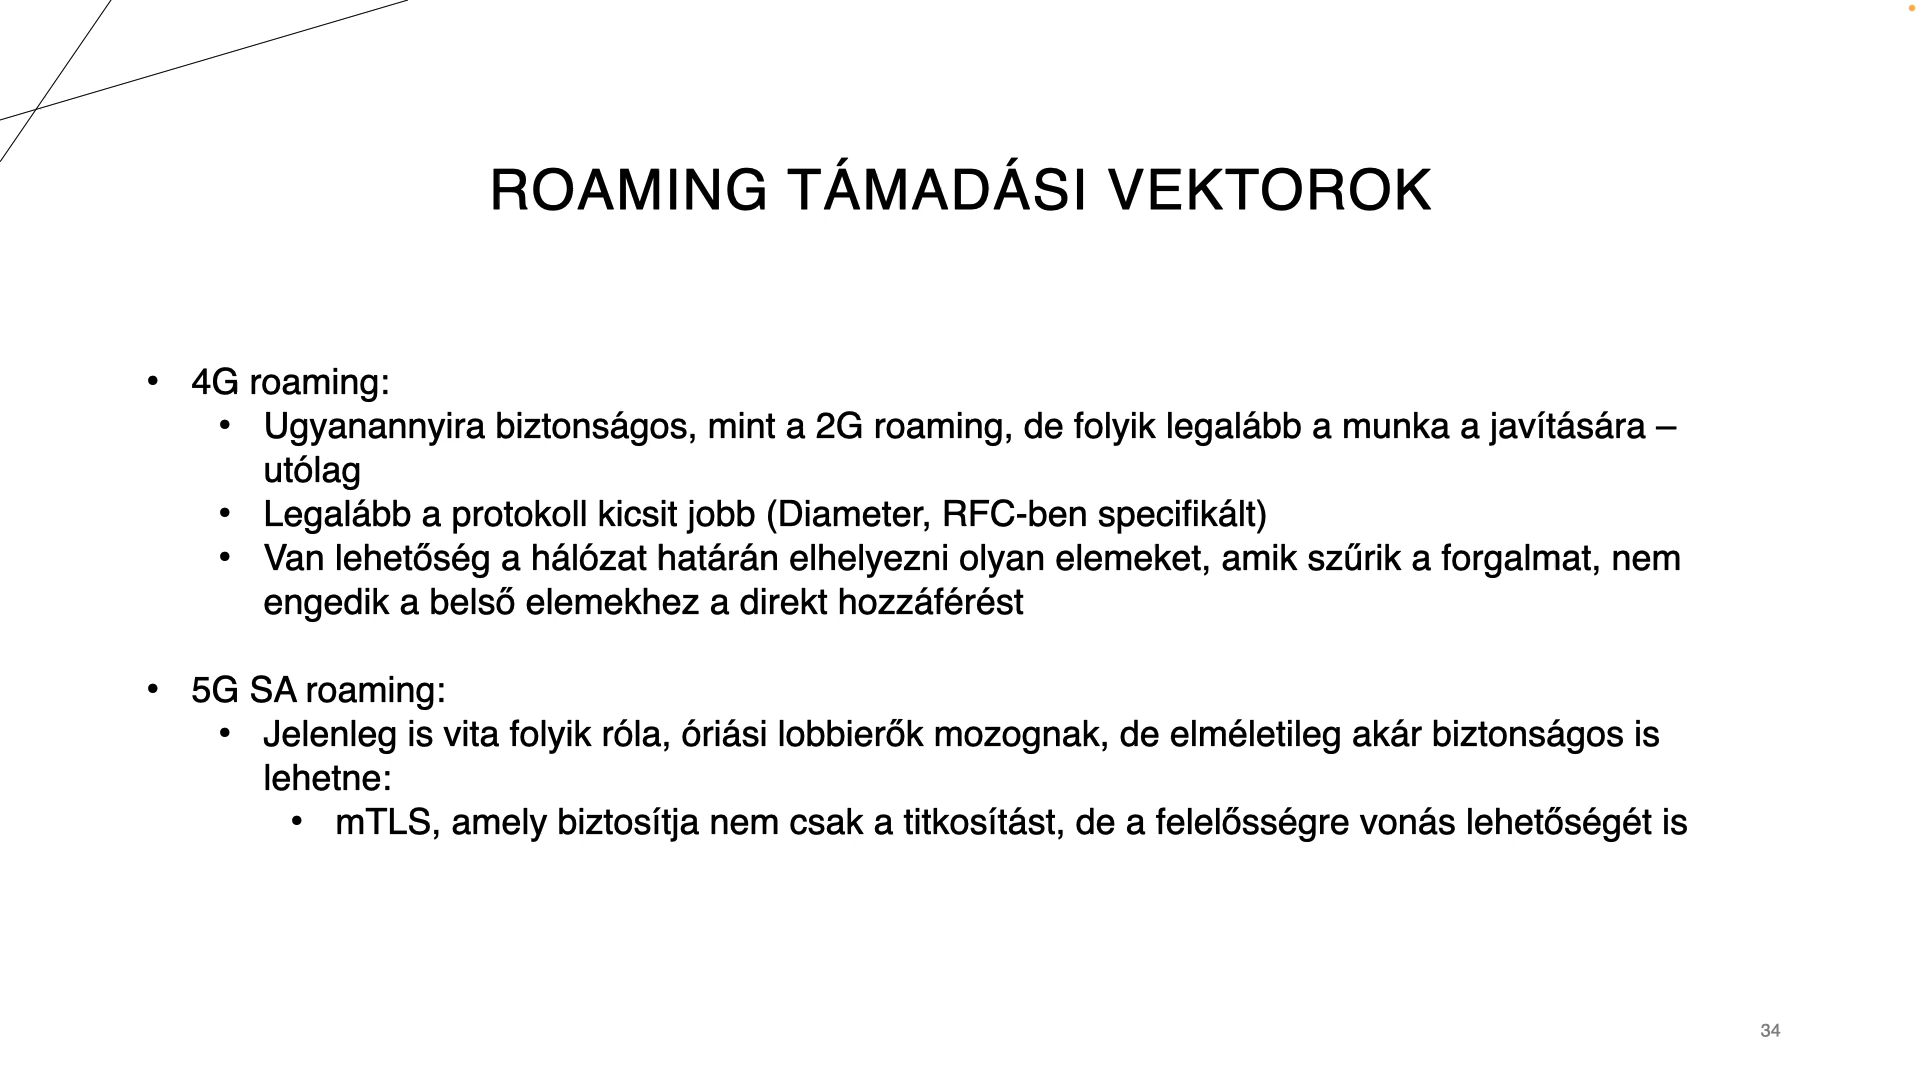 ROAMING TÁMADÁSI VEKTOROK
• 4G roaming:
• Ugyanannyira biztonságos, mint a 2G roaming, de folyik legalább a munka a javítására –
utólag
• Legalább a protokoll kicsit jobb (Diameter, RFC-ben specifikált)
• Van lehetőség a hálózat határán elhelyezni olyan elemeket, amik szűrik a forgalmat, nem
engedik a belső elemekhez a direkt hozzáférést
• 5G SA roaming:
• Jelenleg is vita folyik róla, óriási lobbierők mozognak, de elméletileg akár biztonságos is
lehetne:
• mTLS, amely biztosítja nem csak a titkosítást, de a felelősségre vonás lehetőségét is
34